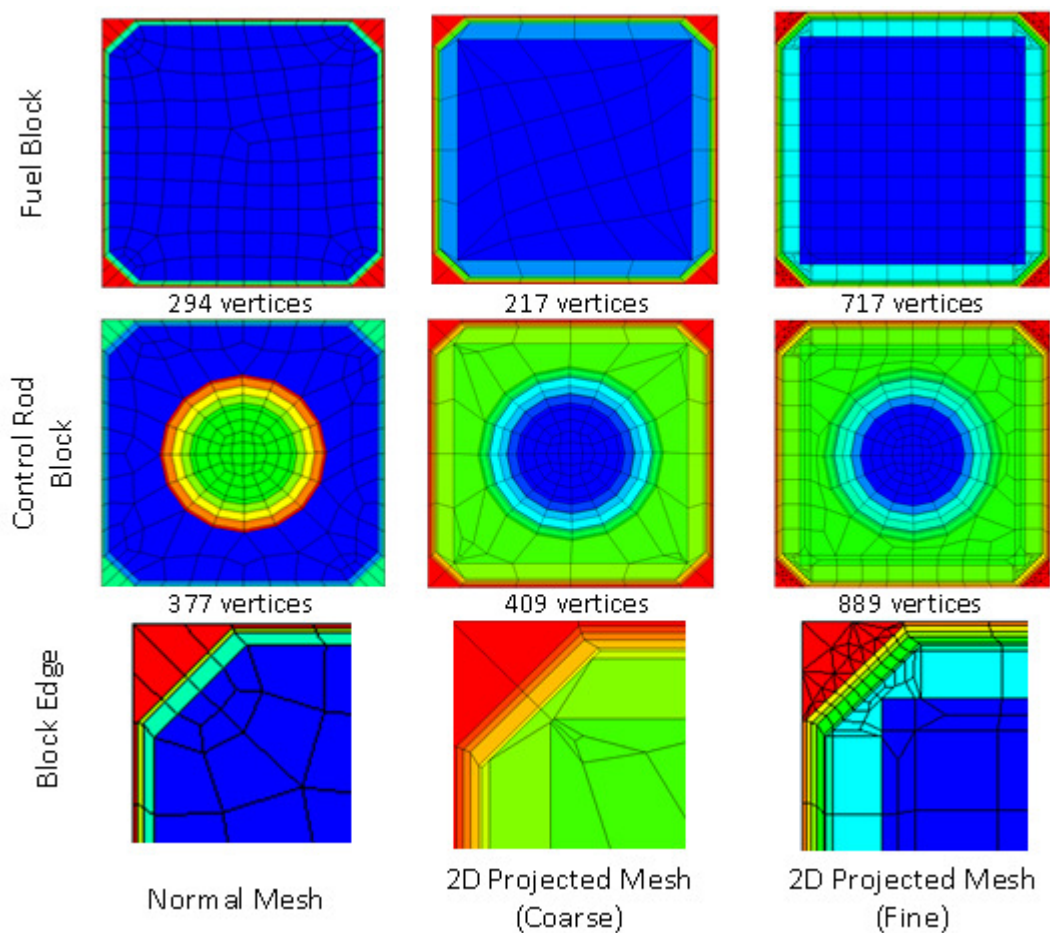 Fuel Block
294 vertices
217 vertices
717 vertices
Control Rod
Block
377 vertices
409 vertices
889 vertices
Block Edge
Normal Mesh
2D Projected Mesh
(Coarse)
2D Projected Mesh
(Fine)